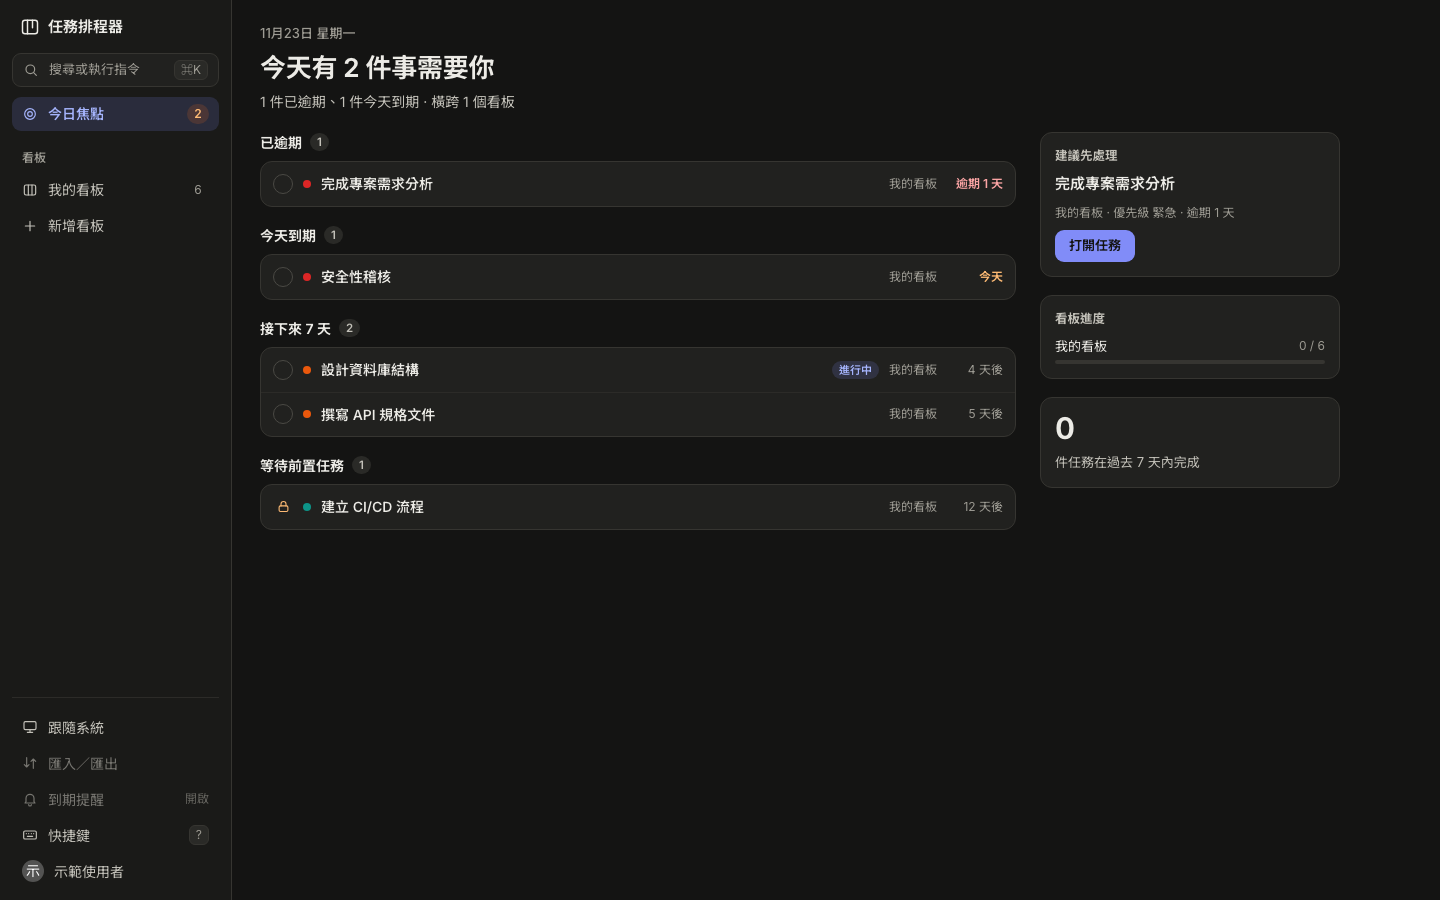 任務排程器
搜尋或執行指令 ⌘K
今日焦點 2
看板
我的看板 6
新增看板
跟隨系統
匯入／匯出
到期提醒 開啟
快捷鍵 ?
示 示範使用者
11月23日 星期一
今天有 2 件事需要你
1 件已逾期、1 件今天到期 · 橫跨 1 個看板
已逾期 1
完成專案需求分析 我的看板 逾期 1 天
今天到期 1
安全性稽核 我的看板 今天
接下來 7 天 2
設計資料庫結構 進行中 我的看板 4 天後
撰寫 API 規格文件 我的看板 5 天後
等待前置任務 1
建立 CI/CD 流程 我的看板 12 天後
建議先處理
完成專案需求分析
我的看板 · 優先級 緊急 · 逾期 1 天
打開任務
看板進度
我的看板 0 / 6
0
件任務在過去 7 天內完成